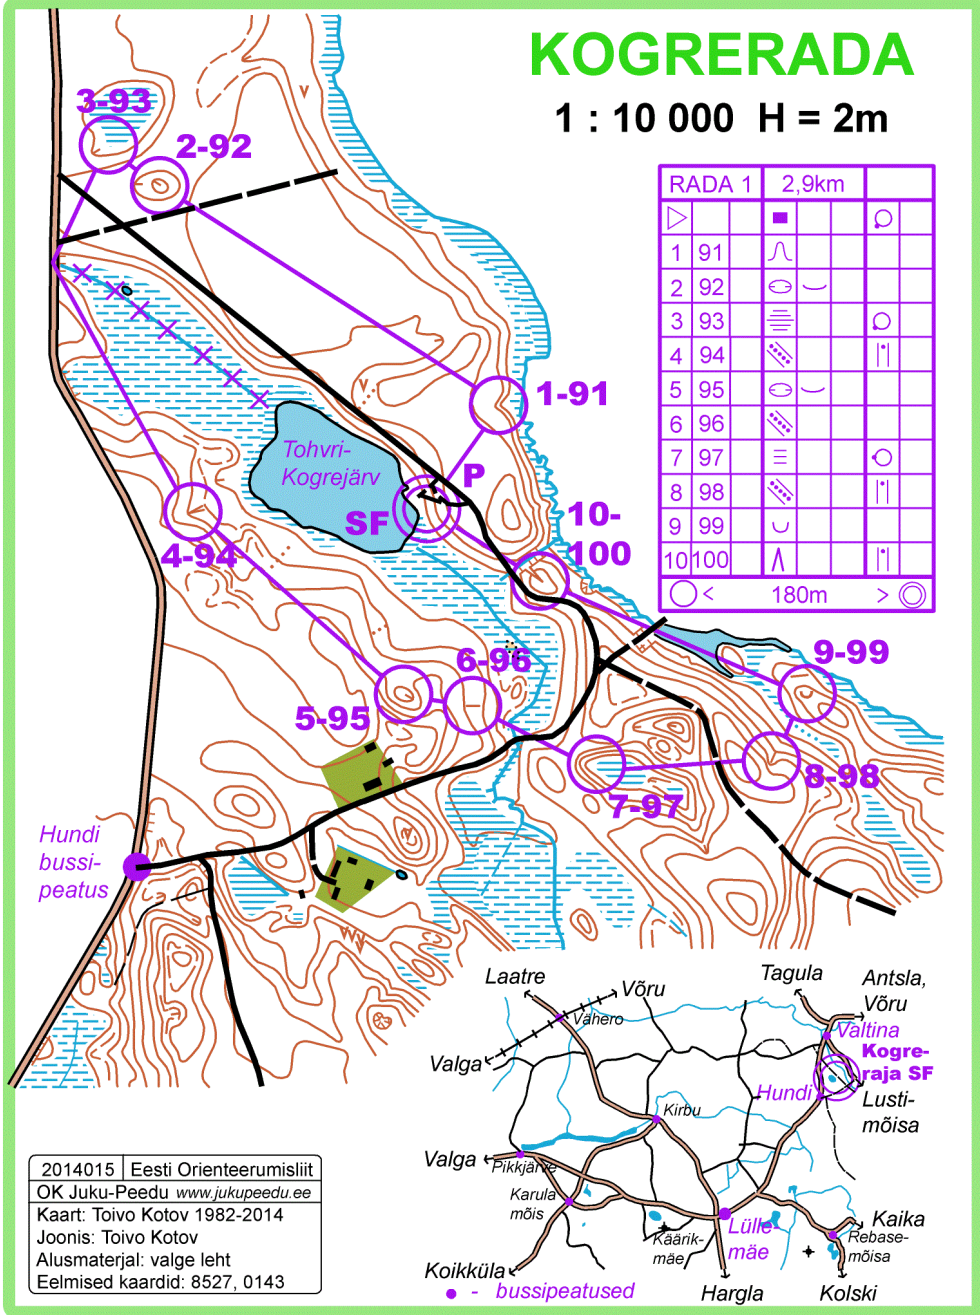 KOGRERADA
1 : 10 000 H = 2m
RADA 1 2,9km
1 91
2 92
3 93
4 94
5 95
6 96
7 97
8 98
9 99
10 100
< 180m >
3-93
2-92
1-91
Tohvri-
Kogrejärv
P
SF
10-
100
4-94
9-99
6-96
5-95
8-98
7-97
V
V
Hundi
bussi-
peatus
Laatre
Võru
Tagula
Antsla,
Võru
Vähero
Valtina
Valga
Kogre-
raja SF
Hundi
Lusti-
mõisa
Kirbu
Valga
Pikkjärve
Karula
mõis
Kaika
Lülle-
mäe
Käärik-
mäe
Rebase-
mõisa
Koikküla
Hargla
Kolski
- bussipeatused
2014015 Eesti Orienteerumisliit
OK Juku-Peedu www.jukupeedu.ee
Kaart: Toivo Kotov 1982-2014
Joonis: Toivo Kotov
Alusmaterjal: valge leht
Eelmised kaardid: 8527, 0143